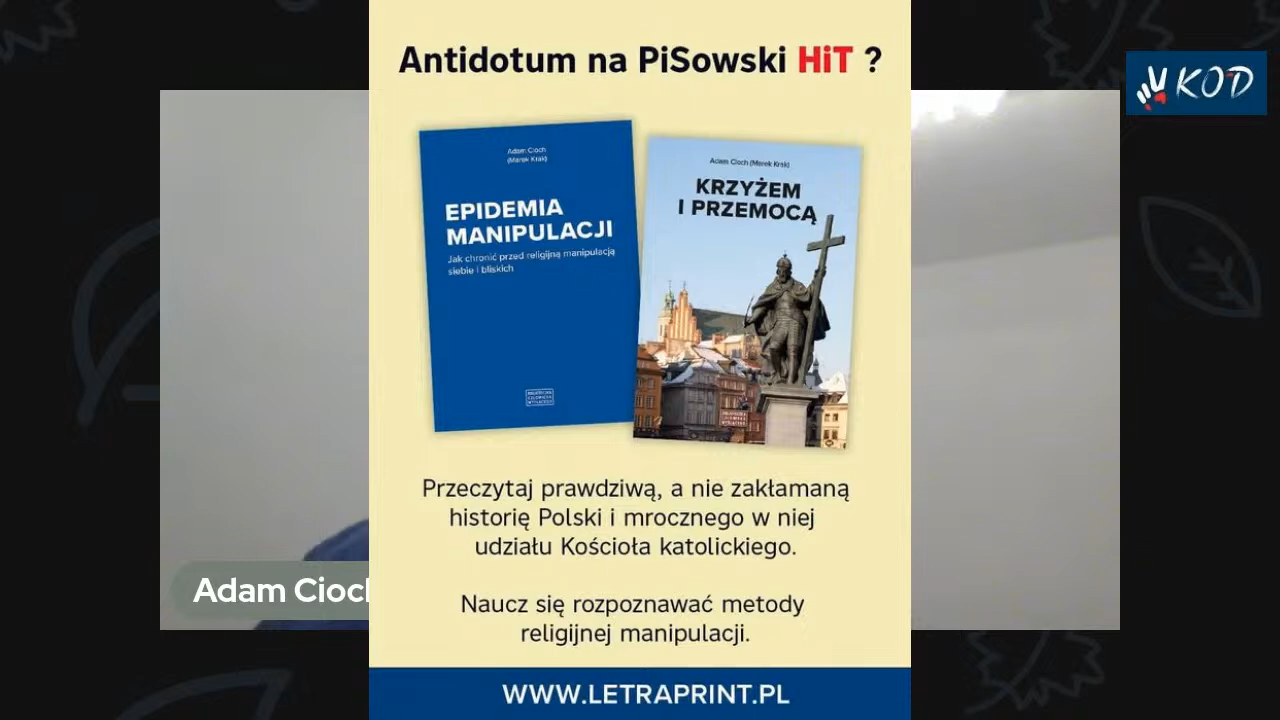 Antidotum na PiSowski HiT ?
KOD
Adam Cioch
(Marek Krak)
EPIDEMIA
MANIPULACJI
Jak chronić przed religijną manipulacją
siebie i bliskich
Adam Cioch (Marek Krak)
KRZYŻEM
I PRZEMOCĄ
Przeczytaj prawdziwą, a nie zakłamaną
historię Polski i mrocznego w niej
udziału Kościoła katolickiego.
Naucz się rozpoznawać metody
religijnej manipulacji.
Adam Cioch
WWW.LETRAPRINT.PL